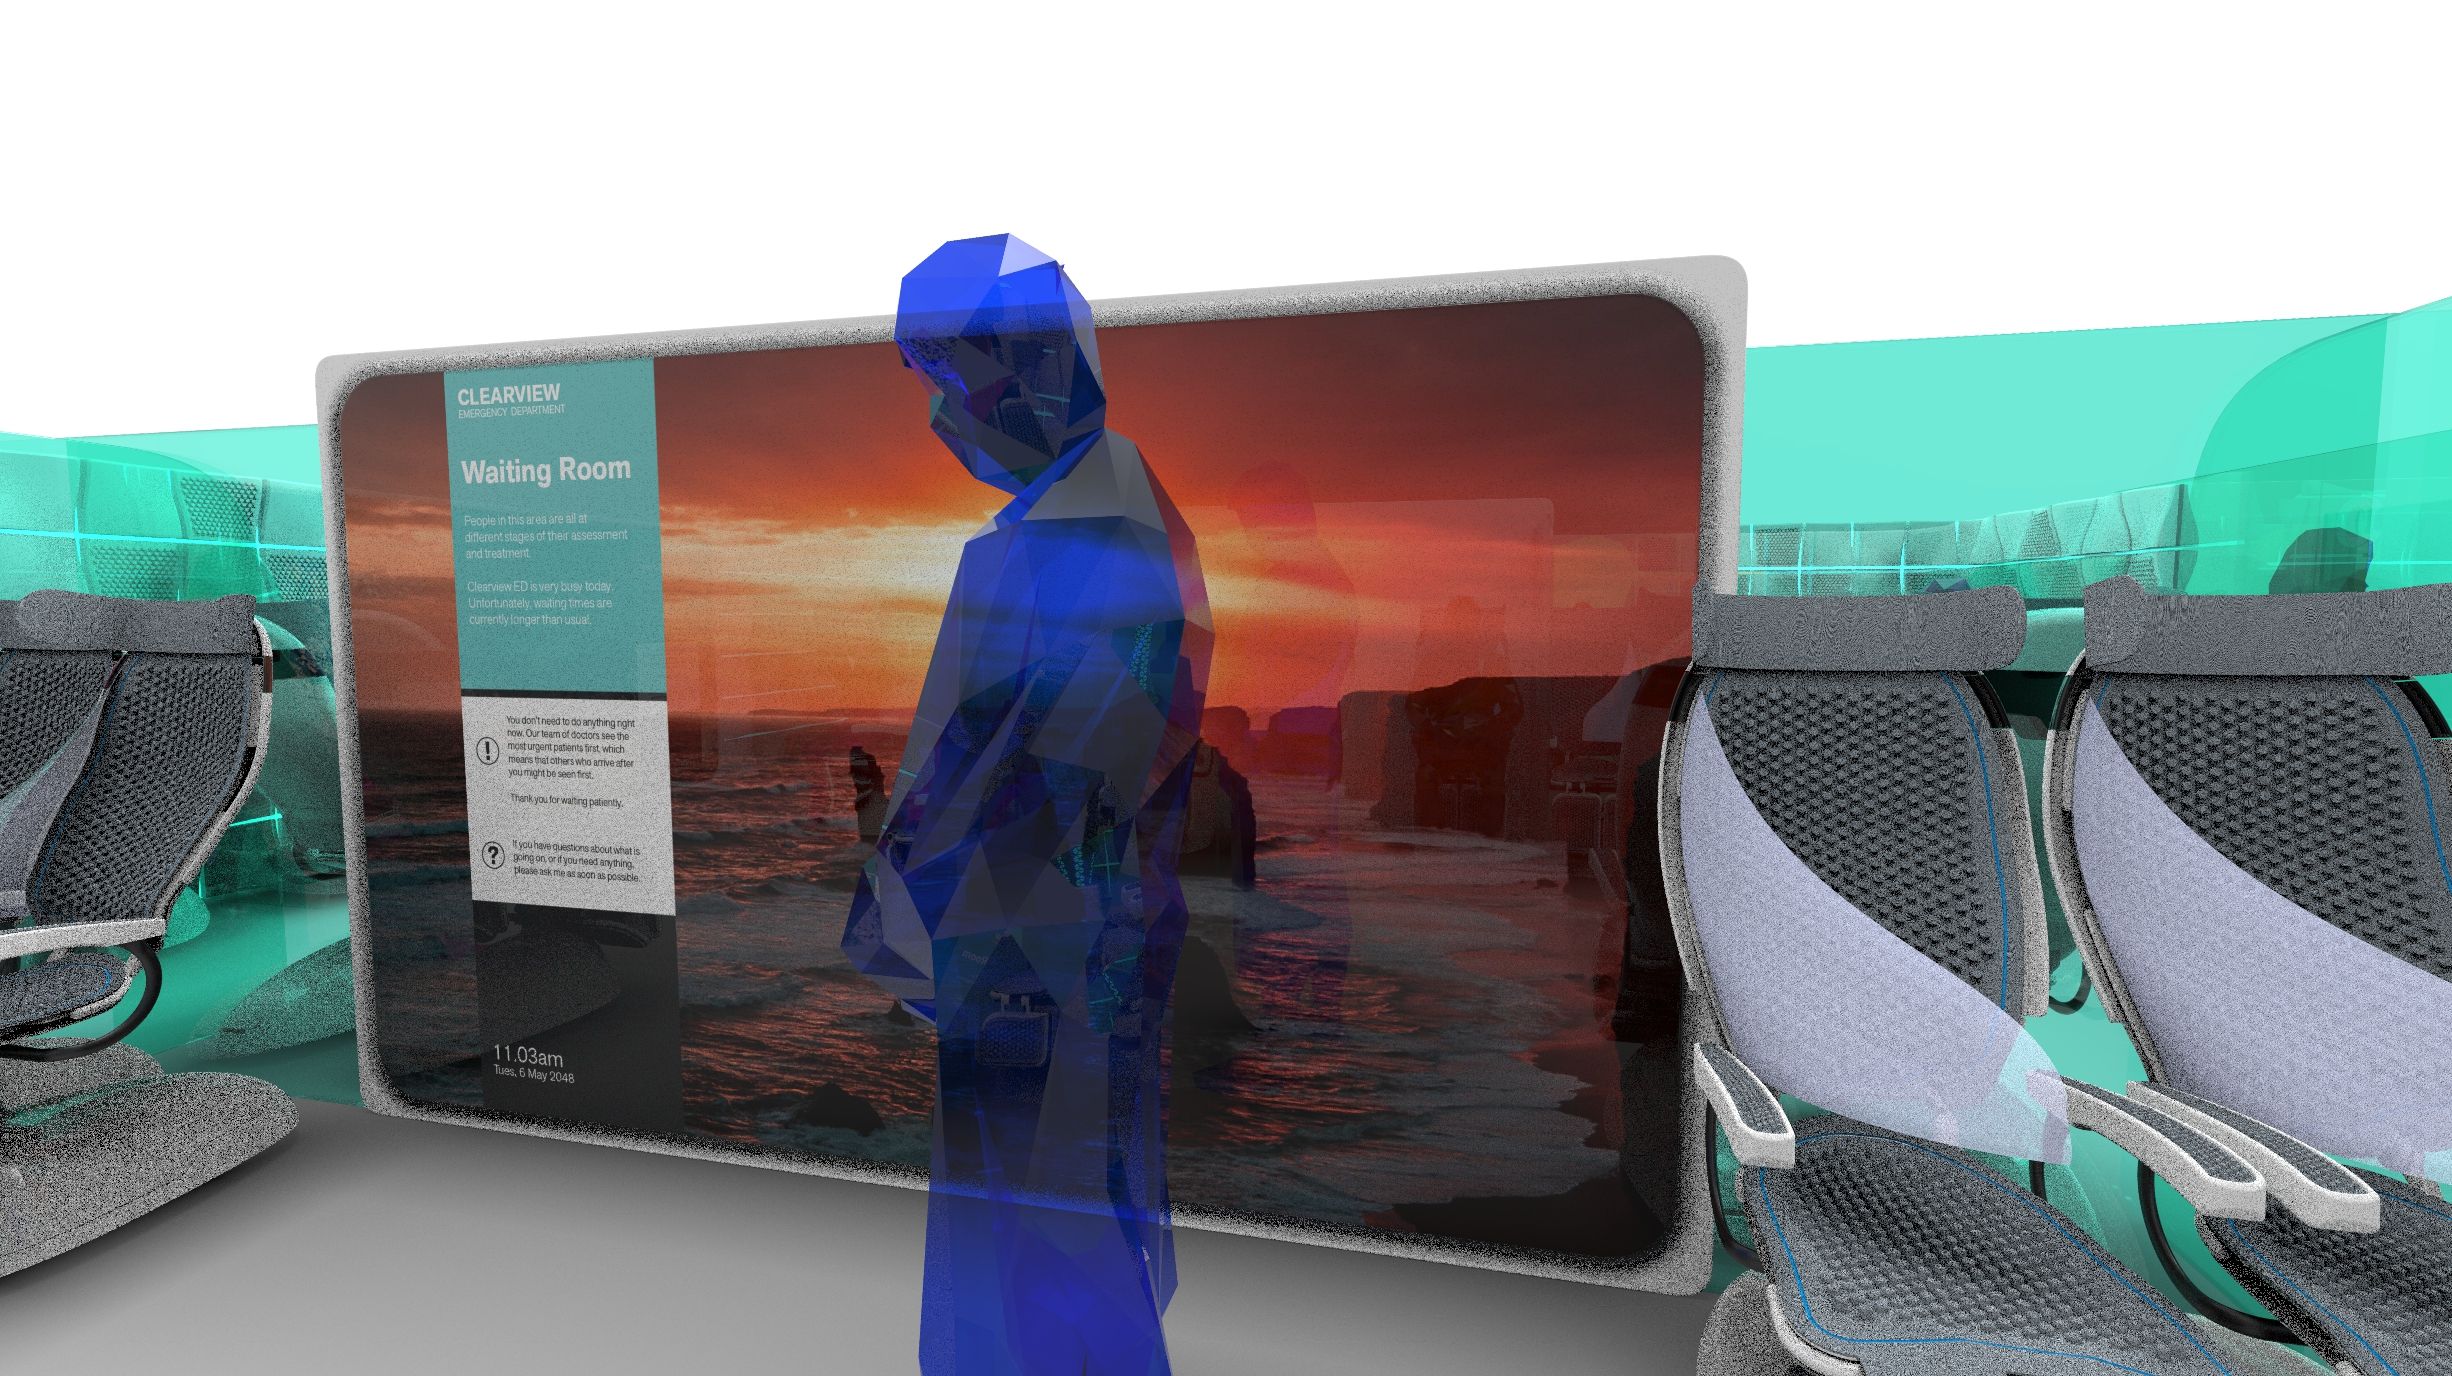 CLEARVIEW
EMERGENCY DEPARTMENT
Waiting Room
People in this area are all at
different stages of their assessment
and treatment.
Clearview ED is very busy today.
Unfortunately, waiting times are
currently longer than usual.
You don't need to do anything right
now. Our team of doctors see the
most urgent patients first, which
means that others who arrive after
you might be seen first.
Thank you for waiting patiently.
If you have questions about what is
going on, or if you need anything,
please ask me as soon as possible.
11.03am
Tues, 6 May 2048